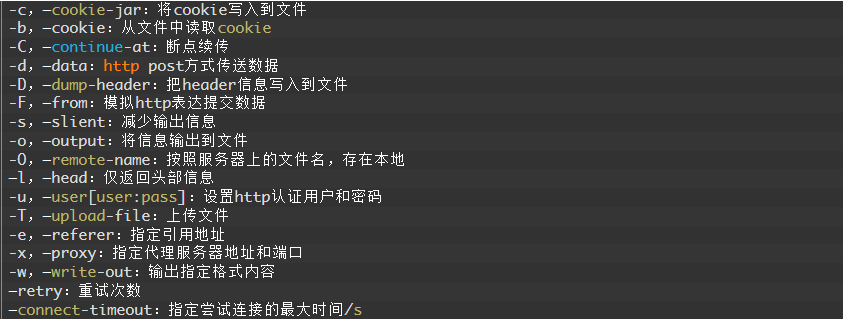 -c，—cookie-jar：将cookie写入到文件
-b，—cookie：从文件中读取cookie
-C，—continue-at：断点续传
-d，—data：http post方式传送数据
-D，—dump-header：把header信息写入到文件
-F，—from：模拟http表达提交数据
-s，—slient：减少输出信息
-o，—output：将信息输出到文件
-O，—remote-name：按照服务器上的文件名，存在本地
—l，—head：仅返回头部信息
-u，—user[user:pass]：设置http认证用户和密码
-T，—upload-file：上传文件
-e，—referer：指定引用地址
-x，—proxy：指定代理服务器地址和端口
-w，—write-out：输出指定格式内容
—retry：重试次数
—connect-timeout：指定尝试连接的最大时间/s